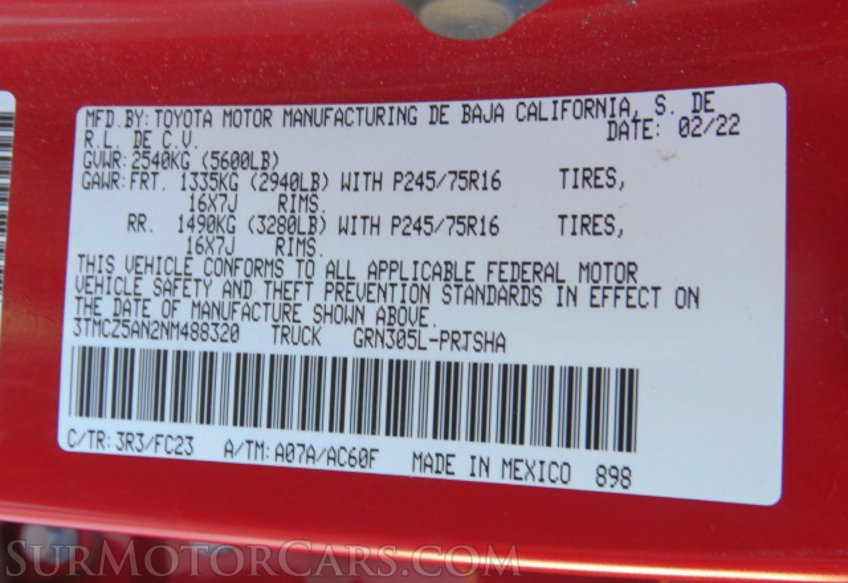 MFD.BY: TOYOTA MOTOR MANUFACTURING DE BAJA CALIFORNIA, S. DE
R.L. DE C.V. DATE: 02/22
GVWR: 2540KG (5600LB)
GAWR: FRT. 1335KG (2940LB) WITH P245/75R16 TIRES,
16X7J RIMS.
RR. 1490KG (3280LB) WITH P245/75R16 TIRES,
16X7J RIMS.
THIS VEHICLE CONFORMS TO ALL APPLICABLE FEDERAL MOTOR
VEHICLE SAFETY AND THEFT PREVENTION STANDARDS IN EFFECT ON
THE DATE OF MANUFACTURE SHOWN ABOVE.
3TMCZ5AN2NM488320 TRUCK GRN305L-PRTSHA
C/TR: 3R3/FC23 A/TM: A07A/AC60F MADE IN MEXICO 898
SURMOTORCARS.COM